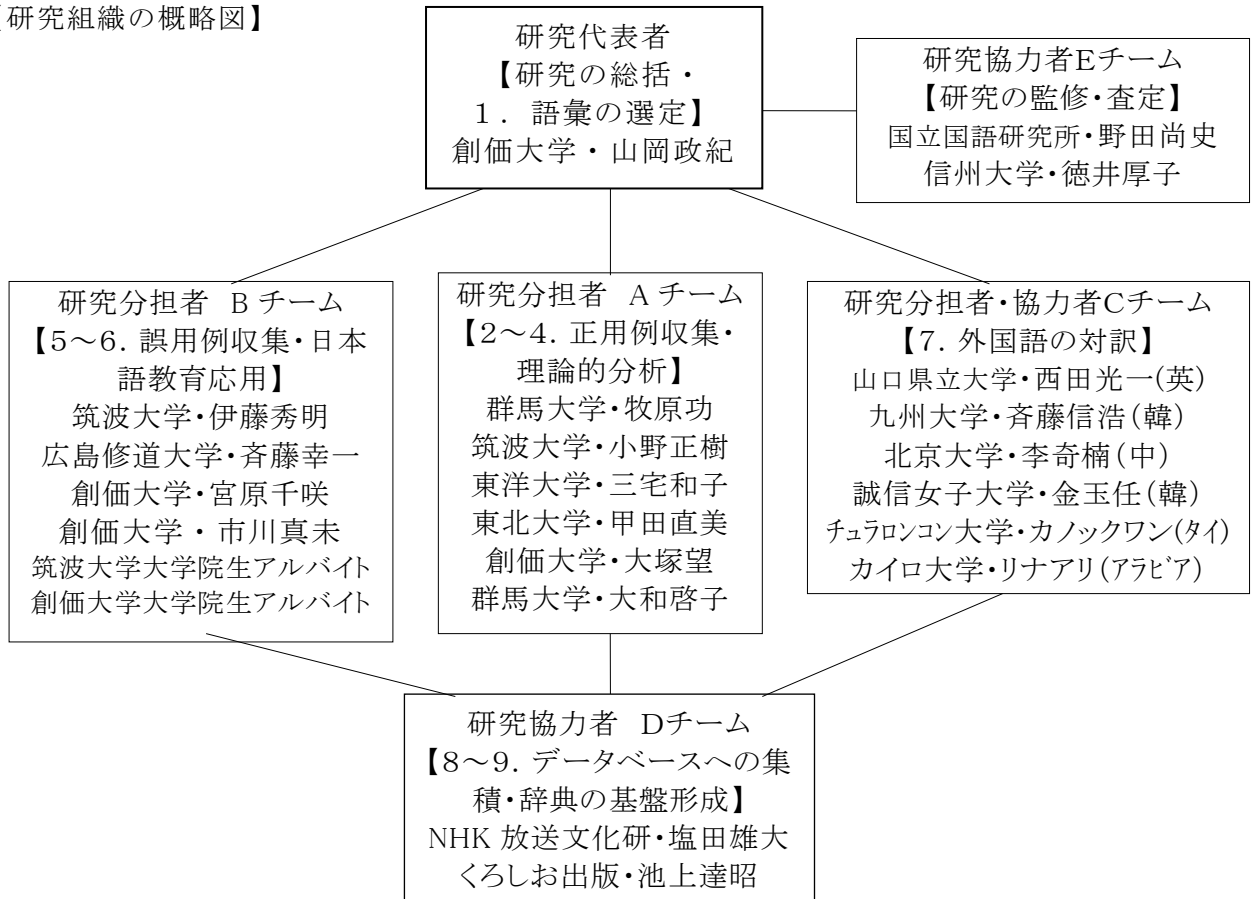 【研究組織の概略図】
研究代表者
【研究の総括・
1. 語彙の選定】
創価大学・山岡政紀
研究協力者Eチーム
【研究の監修・査定】
国立国語研究所・野田尚史
信州大学・徳井厚子
研究分担者 Bチーム
【5～6. 誤用例収集・日本
語教育応用】
筑波大学・伊藤秀明
広島修道大学・斉藤幸一
創価大学・宮原千咲
創価大学・市川真未
筑波大学大学院生アルバイト
創価大学大学院生アルバイト
研究分担者 Aチーム
【2～4. 正用例収集・
理論的分析】
群馬大学・牧原功
筑波大学・小野正樹
東洋大学・三宅和子
東北大学・甲田直美
創価大学・大塚望
群馬大学・大和啓子
研究分担者・協力者Cチーム
【7. 外国語の対訳】
山口県立大学・西田光一(英)
九州大学・斉藤信浩(韓)
北京大学・李奇楠(中)
誠信女子大学・金玉任(韓)
チュラロンコン大学・カノックワン(タイ)
カイロ大学・リナアリ(アラビア)
研究協力者 Dチーム
【8～9. データベースへの集
積・辞典の基盤形成】
NHK 放送文化研・塩田雄大
くろしお出版・池上達昭